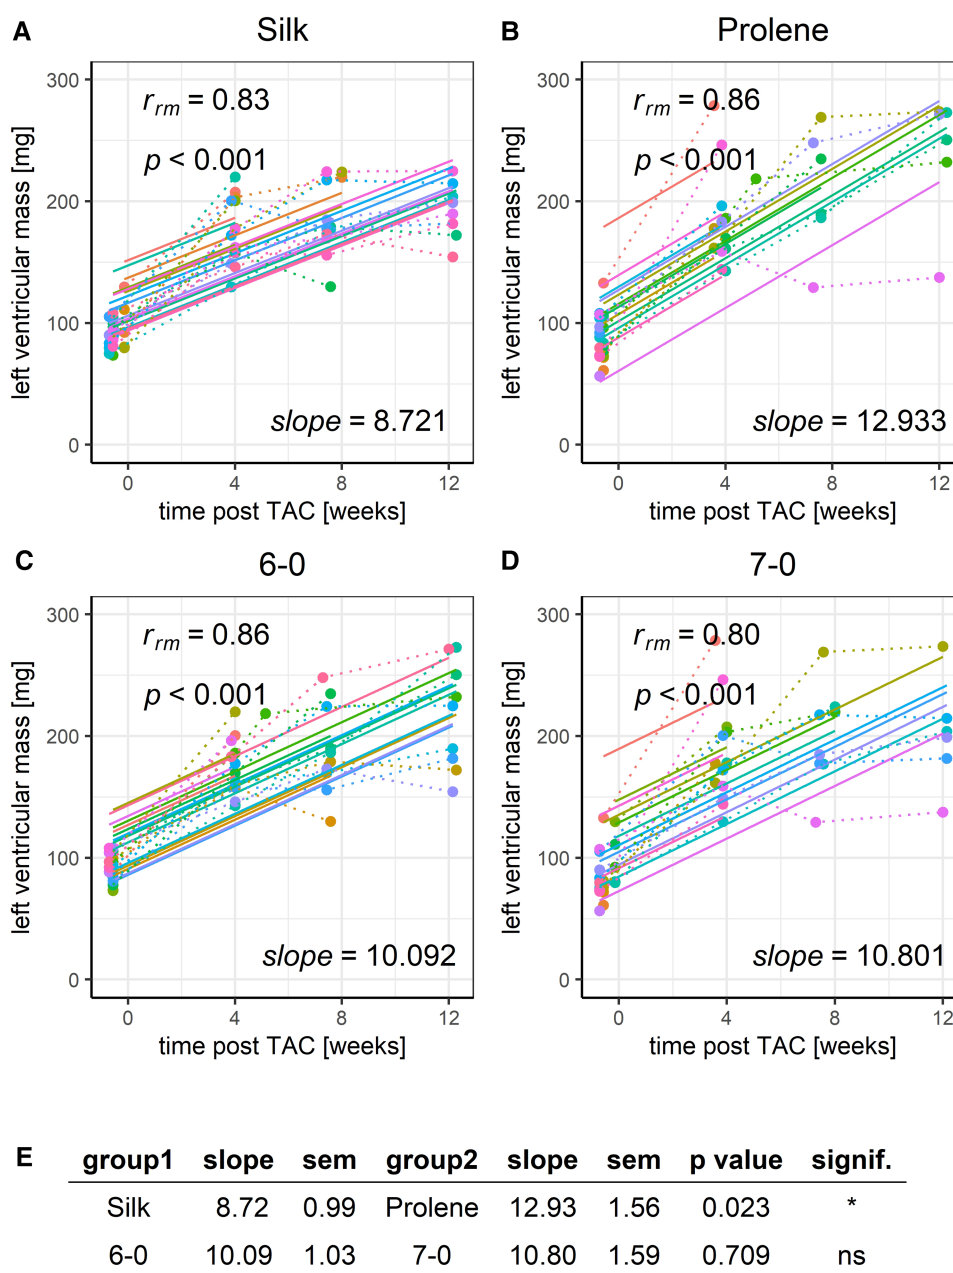 A Silk
B Prolene
r_rm = 0.83
p < 0.001
slope = 8.721
300
200
100
0
0 4 8 12
left ventricular mass [mg]
time post TAC [weeks]
r_rm = 0.86
p < 0.001
slope = 12.933
300
200
100
0
0 4 8 12
left ventricular mass [mg]
time post TAC [weeks]
C 6-0
D 7-0
r_rm = 0.86
p < 0.001
slope = 10.092
300
200
100
0
0 4 8 12
left ventricular mass [mg]
time post TAC [weeks]
r_rm = 0.80
p < 0.001
slope = 10.801
300
200
100
0
0 4 8 12
left ventricular mass [mg]
time post TAC [weeks]
E group1 slope sem group2 slope sem p value signif.
Silk 8.72 0.99 Prolene 12.93 1.56 0.023 *
6-0 10.09 1.03 7-0 10.80 1.59 0.709 ns